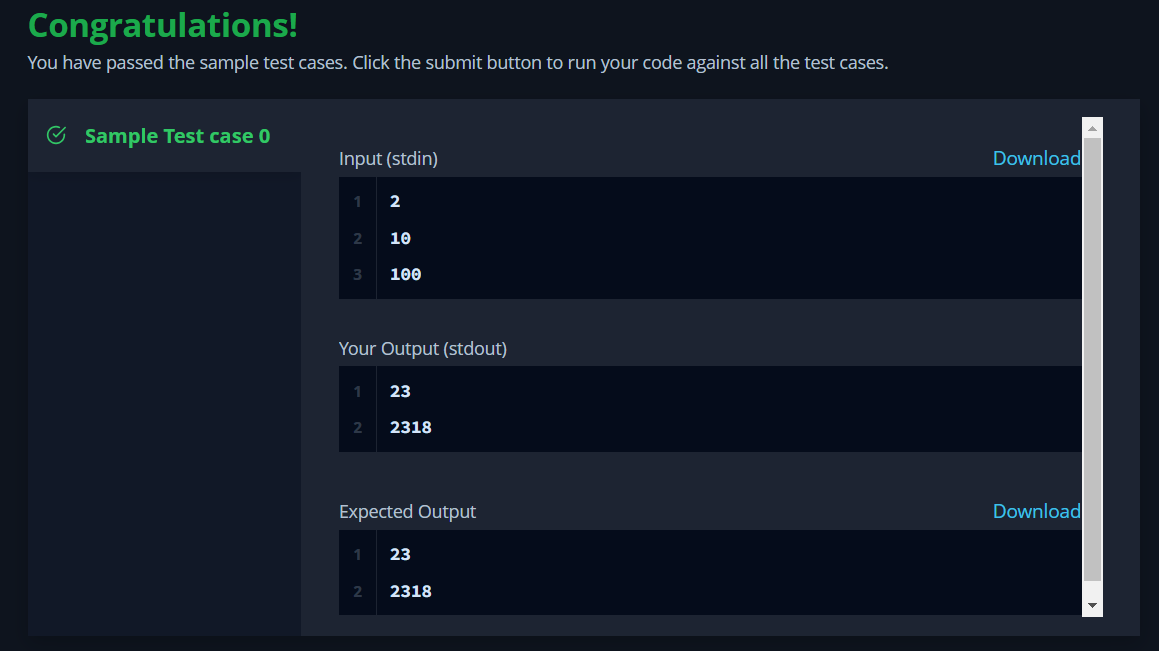 Congratulations!
You have passed the sample test cases. Click the submit button to run your code against all the test cases.
Sample Test case 0
Input (stdin)
Download
1 2
2 10
3 100
Your Output (stdout)
1 23
2 2318
Expected Output
Download
1 23
2 2318